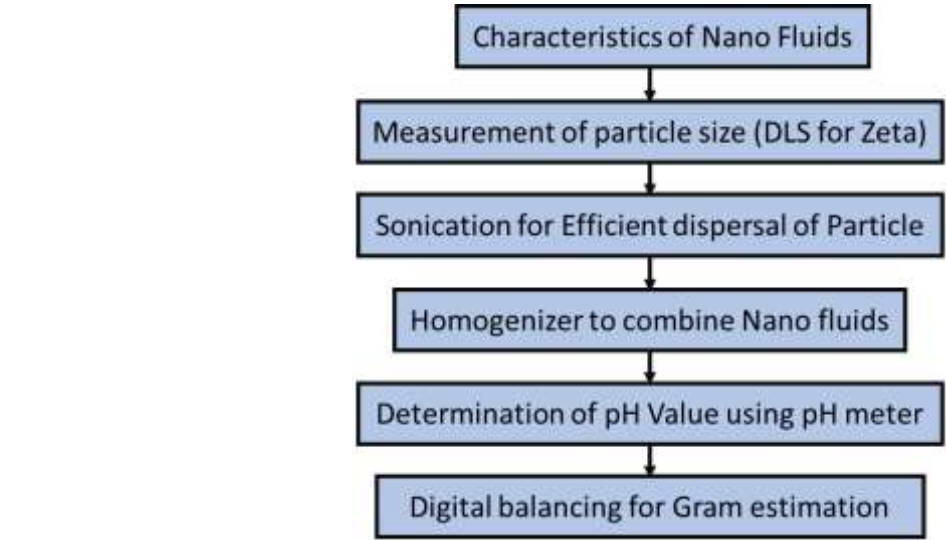 Characteristics of Nano Fluids
Measurement of particle size (DLS for Zeta)
Sonication for Efficient dispersal of Particle
Homogenizer to combine Nano fluids
Determination of pH Value using pH meter
Digital balancing for Gram estimation